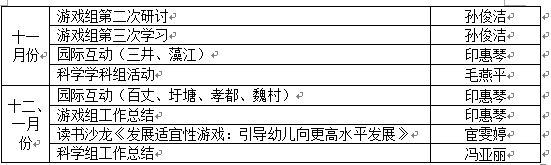 十一月份
游戏组第二次研讨 孙俊洁
游戏组第三次学习 孙俊洁
园际互动（三井、藻江） 印惠琴
科学学科组活动 毛燕平
十二、一月份
园际互动（百丈、圩塘、孝都、魏村） 印惠琴
游戏组工作总结 印惠琴
读书沙龙《发展适宜性游戏：引导幼儿向更高水平发展》 官雯婷
科学组工作总结 冯亚丽